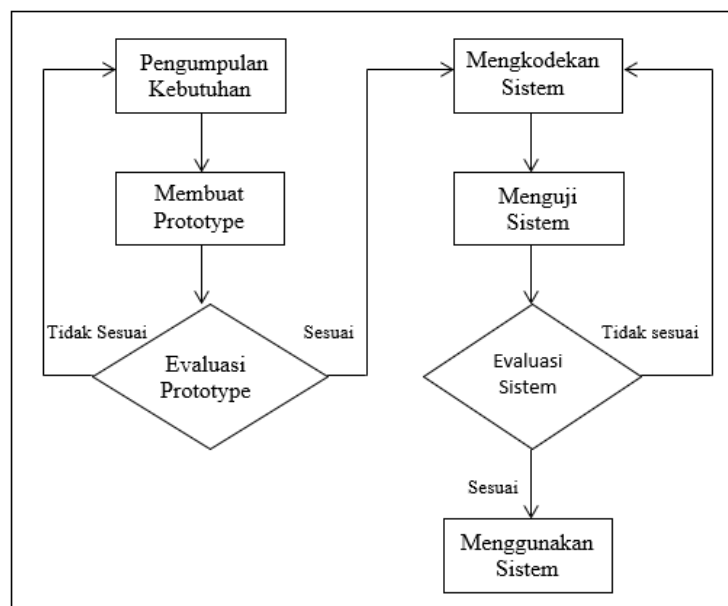 Pengumpulan
Kebutuhan
Membuat
Prototype
Tidak Sesuai
Sesuai
Evaluasi
Prototype
Mengkodekan
Sistem
Menguji
Sistem
Tidak sesuai
Evaluasi
Sistem
Sesuai
Menggunakan
Sistem